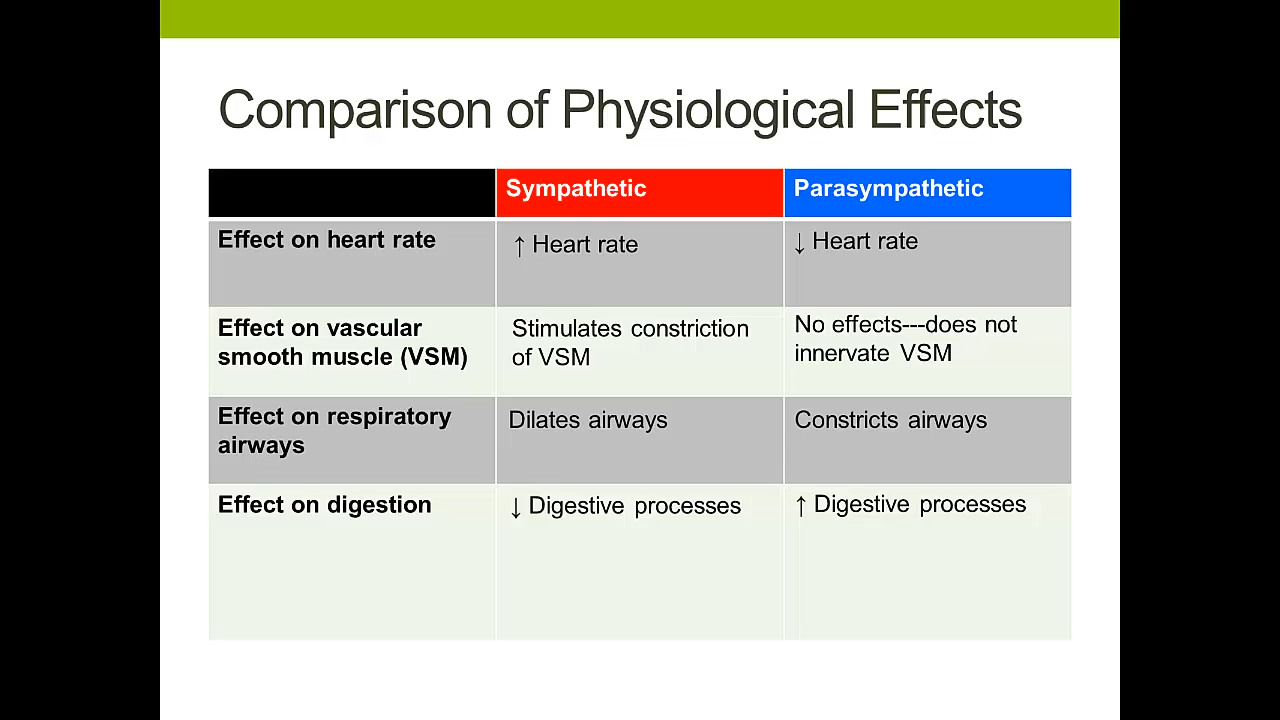 Comparison of Physiological Effects
Sympathetic
Parasympathetic
Effect on heart rate
↑ Heart rate
↓ Heart rate
Effect on vascular
smooth muscle (VSM)
Stimulates constriction
of VSM
No effects---does not
innervate VSM
Effect on respiratory
airways
Dilates airways
Constricts airways
Effect on digestion
↓ Digestive processes
↑ Digestive processes